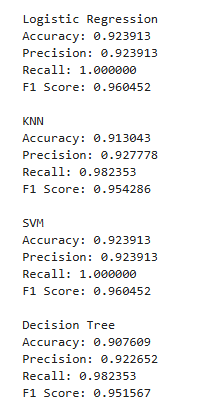 Logistic Regression
Accuracy: 0.923913
Precision: 0.923913
Recall: 1.000000
F1 Score: 0.960452
KNN
Accuracy: 0.913043
Precision: 0.927778
Recall: 0.982353
F1 Score: 0.954286
SVM
Accuracy: 0.923913
Precision: 0.923913
Recall: 1.000000
F1 Score: 0.960452
Decision Tree
Accuracy: 0.907609
Precision: 0.922652
Recall: 0.982353
F1 Score: 0.951567